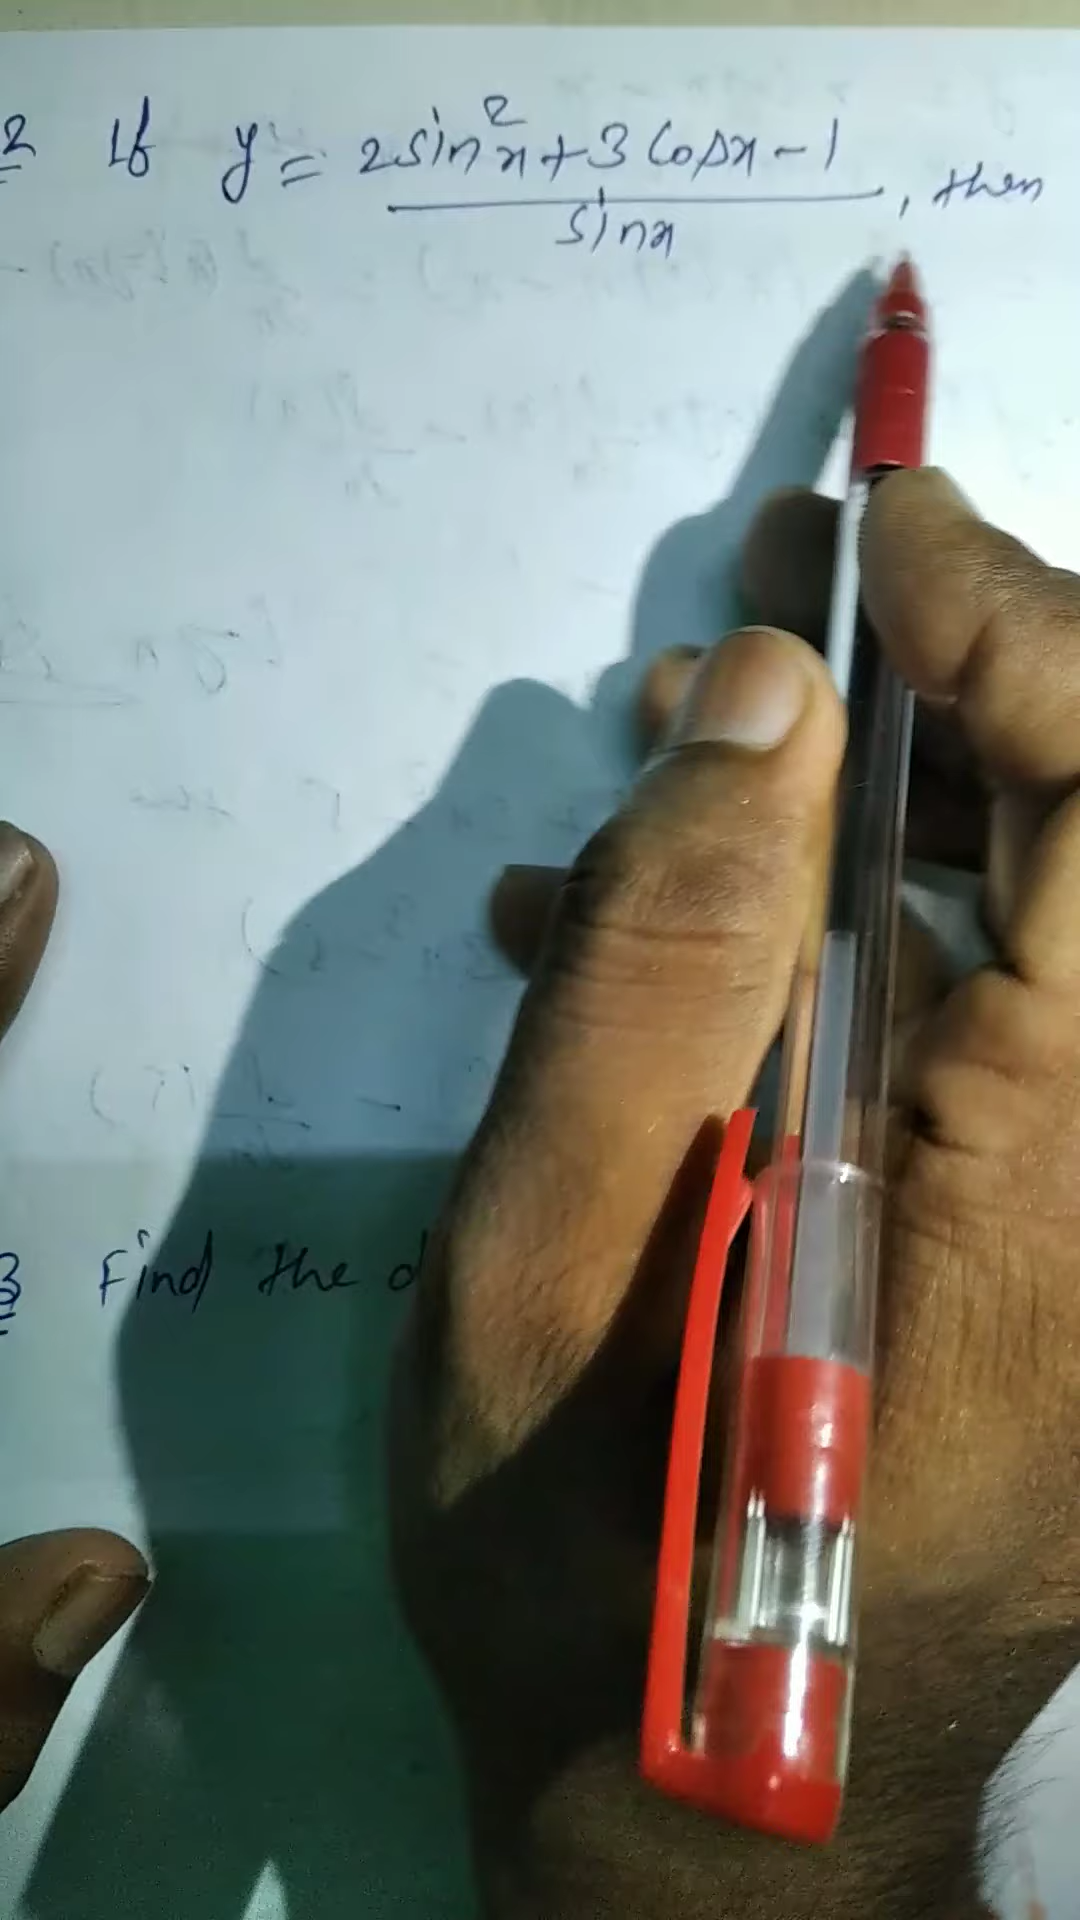 2 If y = 2sin²x + 3 Cosx - 1 / sinx , then
3 Find the d